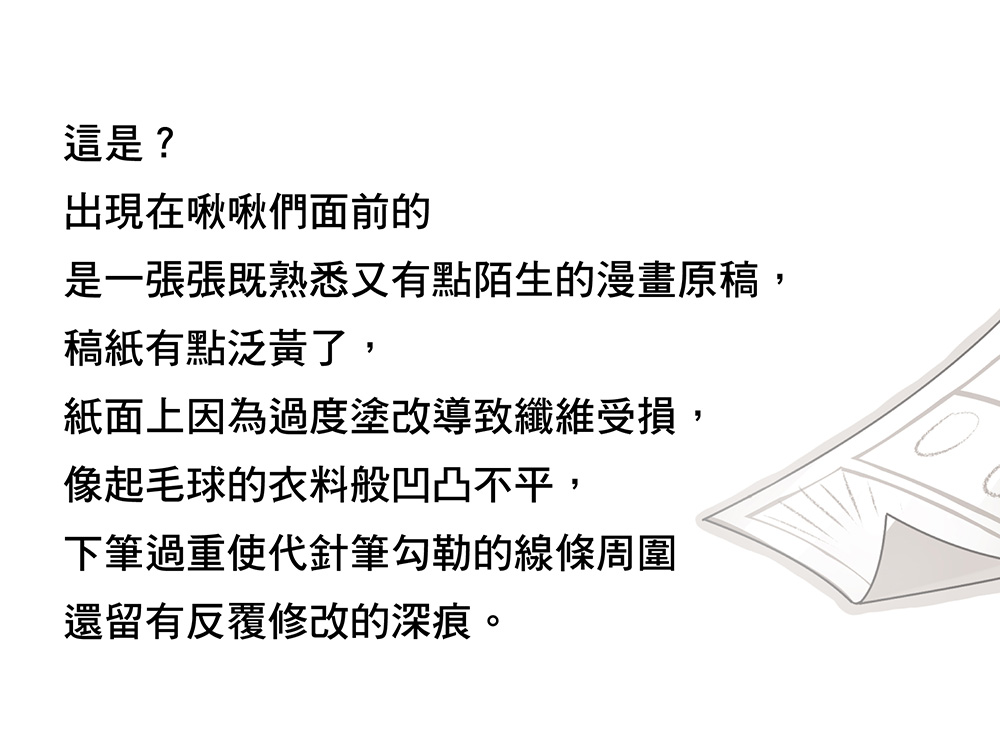 這是？
出現在啾啾們面前的
是一張張既熟悉又有點陌生的漫畫原稿，
稿紙有點泛黃了，
紙面上因為過度塗改導致纖維受損，
像起毛球的衣料般凹凸不平，
下筆過重使代針筆勾勒的線條周圍
還留有反覆修改的深痕。